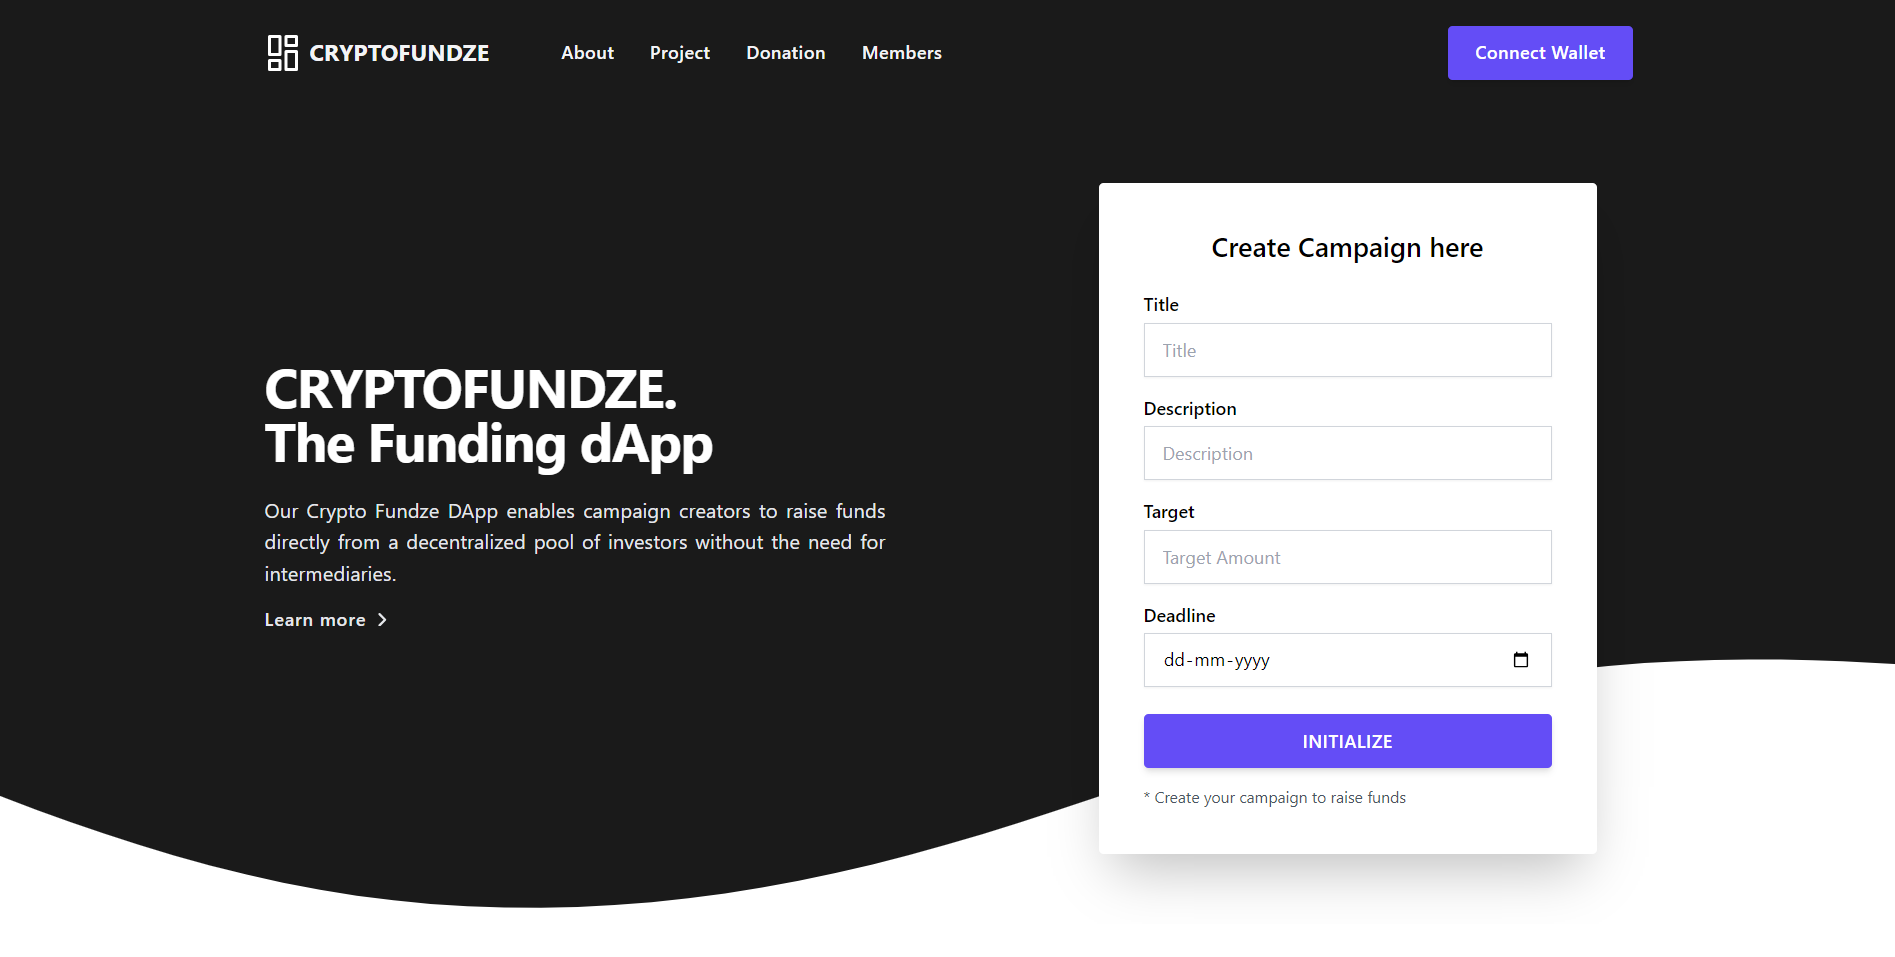 CRYPTOFUNDZE
About
Project
Donation
Members
Connect Wallet
CRYPTOFUNDZE.
The Funding dApp
Our Crypto Fundze DApp enables campaign creators to raise funds
directly from a decentralized pool of investors without the need for
intermediaries.
Learn more
Create Campaign here
Title
Title
Description
Description
Target
Target Amount
Deadline
dd-mm-yyyy
INITIALIZE
* Create your campaign to raise funds